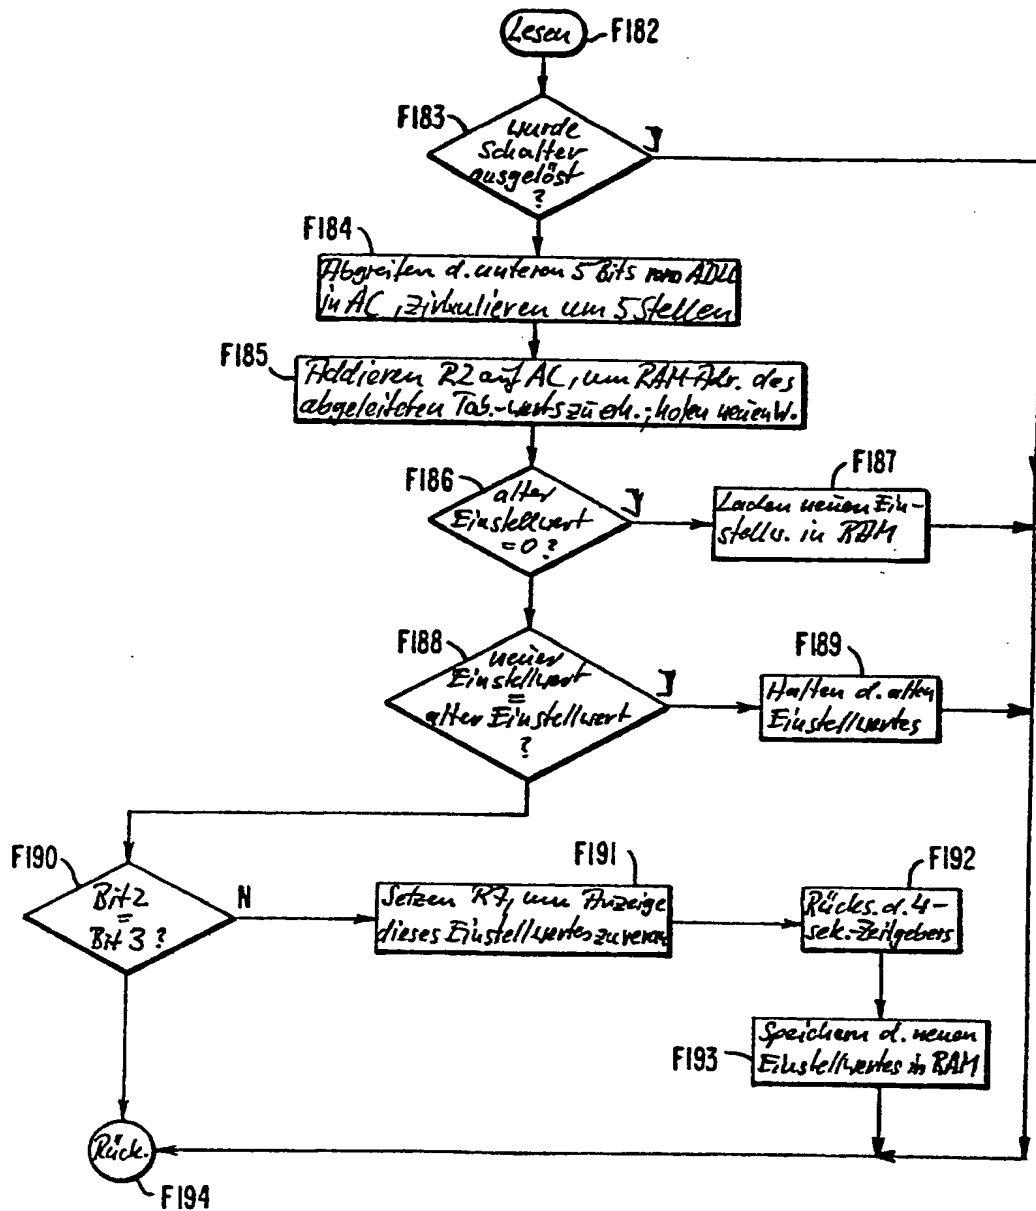 Lesen
F182
F183
wurde
Schalter
ausgelöst
?
J
F184
Abgreifen d. unteren 5 Bits vom ADU
in AC, zirkulieren um 5 Stellen
F185
Addieren R2 auf AC, um RAM-Adr. des
abgeleiteten Tab.-werts zu erh.; holen neuen W.
F186
alter
Einstellwert
=0?
J
F187
Laden neuen Ein-
stellw. in RAM
F188
neuer
Einstellwert
=
alter Einstellwert
?
J
F189
Halten d. alten
Einstellwertes
F190
Bit 2
=
Bit 3?
N
F191
Setzen R7, um Anzeige
dieses Einstellwertes zu
F192
Rücks. d. 4-
sek.-Zeitgebers
F193
Speichern d. neuen
Einstellwertes in RAM
Rück.
F194